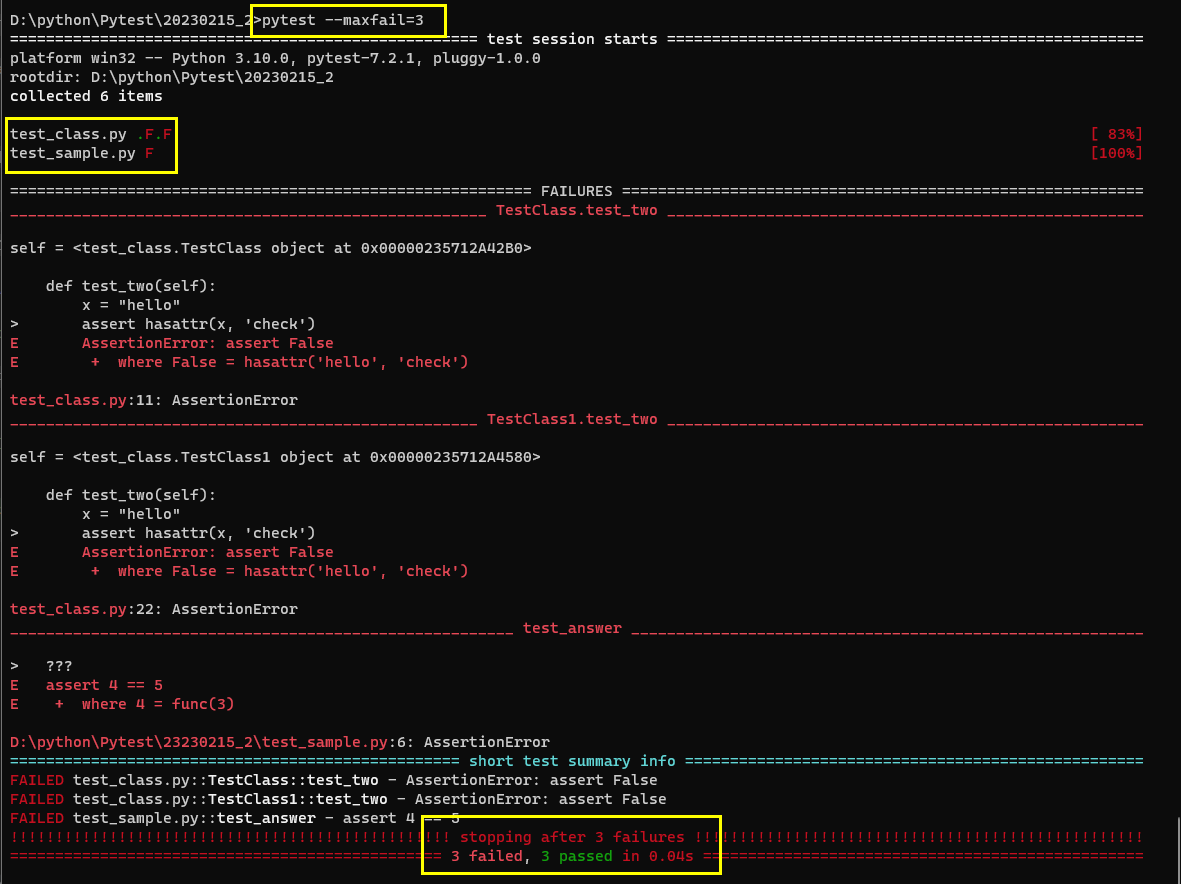 D:\python\Pytest\20230215_2>pytest --maxfail=3
==================================================== test session starts =====================================================
platform win32 -- Python 3.10.0, pytest-7.2.1, pluggy-1.0.0
rootdir: D:\python\Pytest\20230215_2
collected 6 items
test_class.py .F.F [ 83%]
test_sample.py F [100%]
========================================================== FAILURES ==========================================================
_____________________________________________________ TestClass.test_two _____________________________________________________
self = <test_class.TestClass object at 0x00000235712A42B0>
    def test_two(self):
        x = "hello"
>       assert hasattr(x, 'check')
E       AssertionError: assert False
E        +  where False = hasattr('hello', 'check')
test_class.py:11: AssertionError
____________________________________________________ TestClass1.test_two _____________________________________________________
self = <test_class.TestClass1 object at 0x00000235712A4580>
    def test_two(self):
        x = "hello"
>       assert hasattr(x, 'check')
E       AssertionError: assert False
E        +  where False = hasattr('hello', 'check')
test_class.py:22: AssertionError
________________________________________________________ test_answer _________________________________________________________
>   ???
E   assert 4 == 5
E    +  where 4 = func(3)
D:\python\Pytest\23230215_2\test_sample.py:6: AssertionError
================================================== short test summary info ===================================================
FAILED test_class.py::TestClass::test_two - AssertionError: assert False
FAILED test_class.py::TestClass1::test_two - AssertionError: assert False
FAILED test_sample.py::test_answer - assert 4 == 5
!!!!!!!!!!!!!!!!!!!!!!!!!!!!!!!!!!!!!!!!!!!!!!!!! stopping after 3 failures !!!!!!!!!!!!!!!!!!!!!!!!!!!!!!!!!!!!!!!!!!!!!!!!!!
================================================ 3 failed, 3 passed in 0.04s =================================================